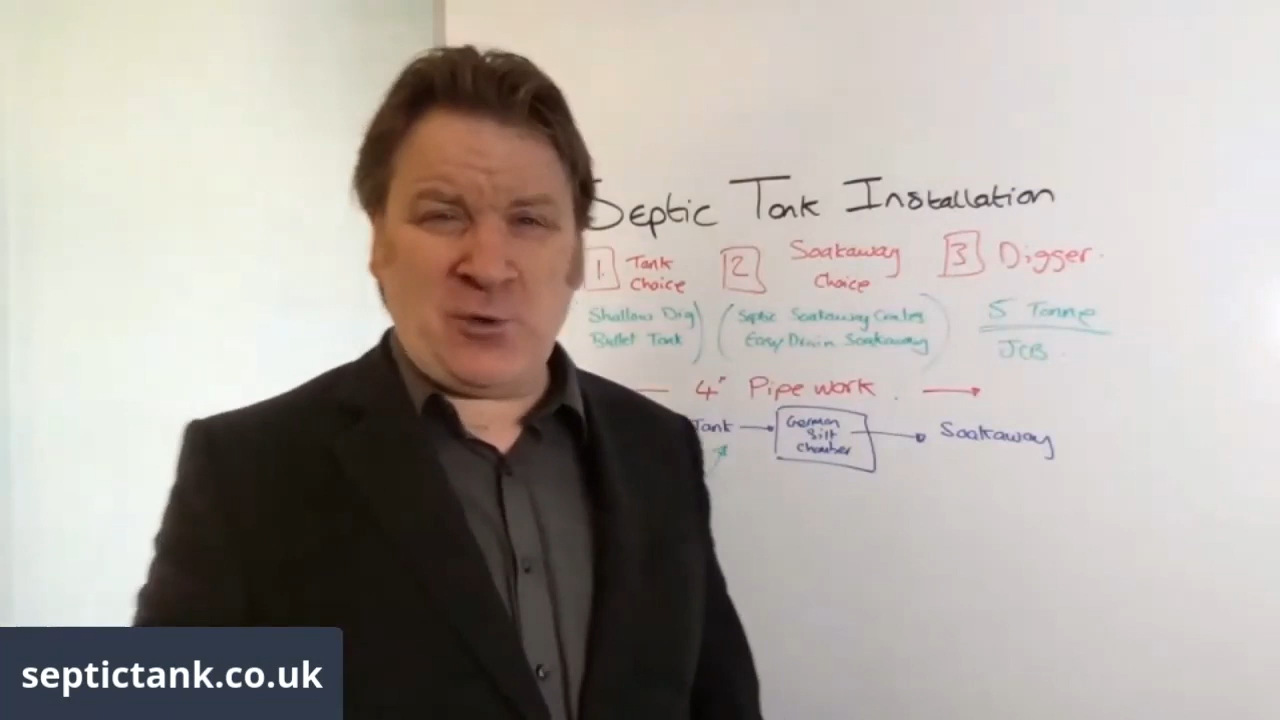 Septic Tank Installation
1. Tank Choice
2 Soakaway Choice
3 Digger.
Shallow Dig
Bullet Tank
Septic Soakaway Crates
Easy Drain Soakaway
5 Tonne
JCB
4" Pipe work
Tank
German Silt Chamber
Soakaway
septictank.co.uk